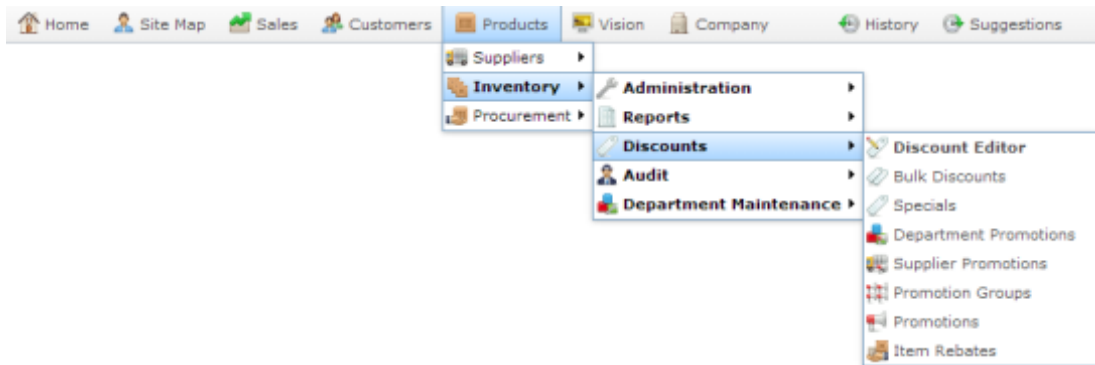 Home Site Map Sales Customers Products Vision Company History Suggestions
Suppliers
Inventory
Procurement
Administration
Reports
Discounts
Audit
Department Maintenance
Discount Editor
Bulk Discounts
Specials
Department Promotions
Supplier Promotions
Promotion Groups
Promotions
Item Rebates